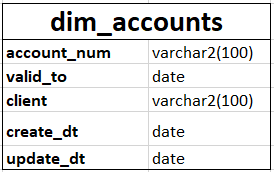 dim_accounts
account_num varchar2(100)
valid_to date
client varchar2(100)
create_dt date
update_dt date